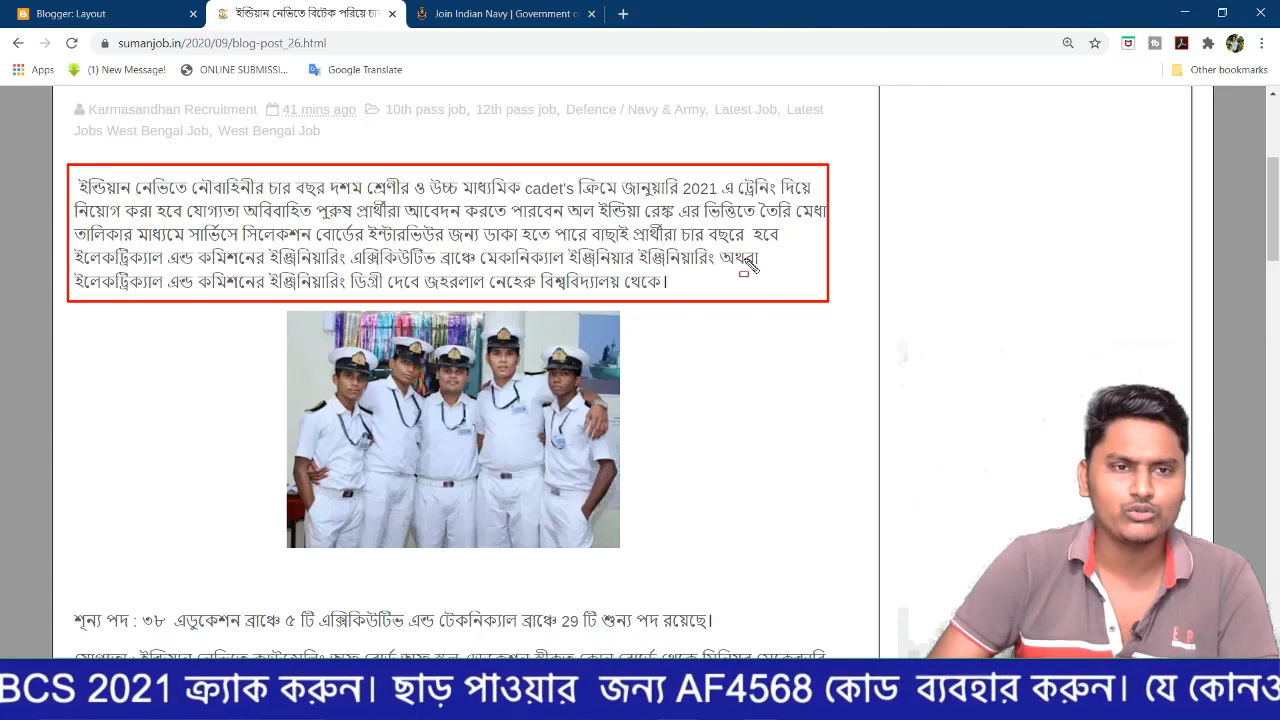 Blogger: Layout
ইন্ডিয়ান নেভিতে বিটেক পরিয়ে চার
Join Indian Navy | Government o
sumanjob.in/2020/09/blog-post_26.html
Apps
(1) New Message!
ONLINE SUBMISSI...
Google Translate
Other bookmarks
Karmasandhan Recruitment 41 mins ago 10th pass job, 12th pass job, Defence / Navy & Army, Latest Job, Latest
Jobs West Bengal Job, West Bengal Job
ইন্ডিয়ান নেভিতে নৌবাহিনীর চার বছর দশম শ্রেণীর ও উচ্চ মাধ্যমিক cadet's ক্রিমে জানুয়ারি 2021 এ ট্রেনিং দিয়ে
নিয়োগ করা হবে যোগ্যতা অবিবাহিত পুরুষ প্রার্থীরা আবেদন করতে পারবেন অল ইন্ডিয়া রেঙ্ক এর ভিত্তিতে তৈরি মেধা
তালিকার মাধ্যমে সার্ভিসে সিলেকশন বোর্ডের ইন্টারভিউর জন্য ডাকা হতে পারে বাছাই প্রার্থীরা চার বছরে হবে
ইলেকট্রিক্যাল এন্ড কমিশনের ইঞ্জিনিয়ারিং এক্সিকিউটিভ ব্রাঞ্চে মেকানিক্যাল ইঞ্জিনিয়ার ইঞ্জিনিয়ারিং অথবা
ইলেকট্রিক্যাল এন্ড কমিশনের ইঞ্জিনিয়ারিং ডিগ্রী দেবে জহরলাল নেহেরু বিশ্ববিদ্যালয় থেকে।
শূন্য পদ : ৩৮ এডুকেশন ব্রাঞ্চে ৫ টি এক্সিকিউটিভ এন্ড টেকনিক্যাল ব্রাঞ্চে 29 টি শুন্য পদ রয়েছে।
E P
BCS 2021 ক্র্যাক করুন। ছাড় পাওয়ার জন্য AF4568 কোড ব্যবহার করুন। যে কোনও